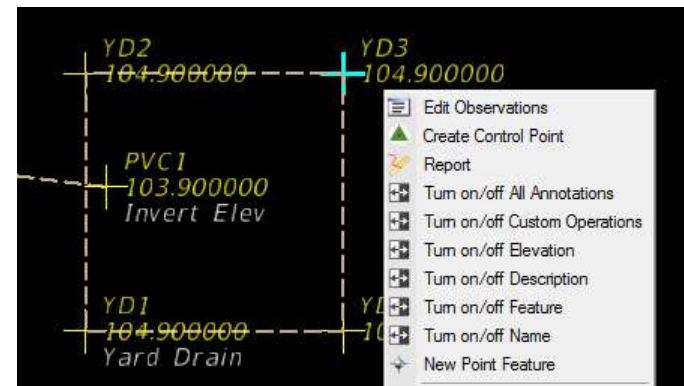 YD2
104.900000
YD3
104.900000
Edit Observations
Create Control Point
Report
Turn on/off All Annotations
Turn on/off Custom Operations
Turn on/off Elevation
Turn on/off Description
Turn on/off Feature
Turn on/off Name
New Point Feature
PVC1
103.900000
Invert Elev
YD1
104.900000
Yard Drain